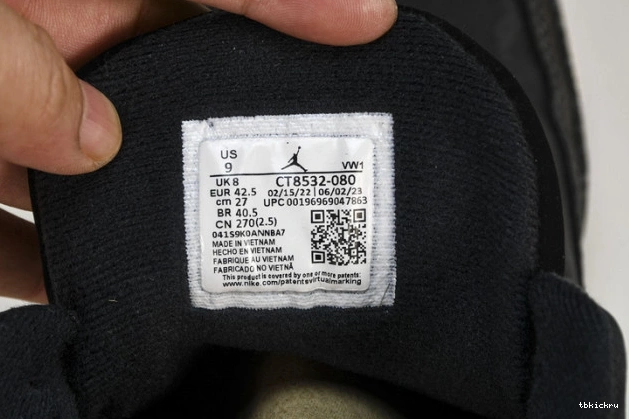 US
9
VW1
UK 8
CT8532-080
EUR 42.5
02/15/22 | 06/02/23
cm 27
UPC 00196969047863
BR 40.5
CN 270(2.5)
041S9K0ANNBA7
MADE IN VIETNAM
HECHO EN VIETNAM
FABRIQUE AU VIETNAM
FABRICADO NO VIETNÃ
This product is covered by one or more patents:
www.nike.com/patentsvirtualmarking
tbkickru